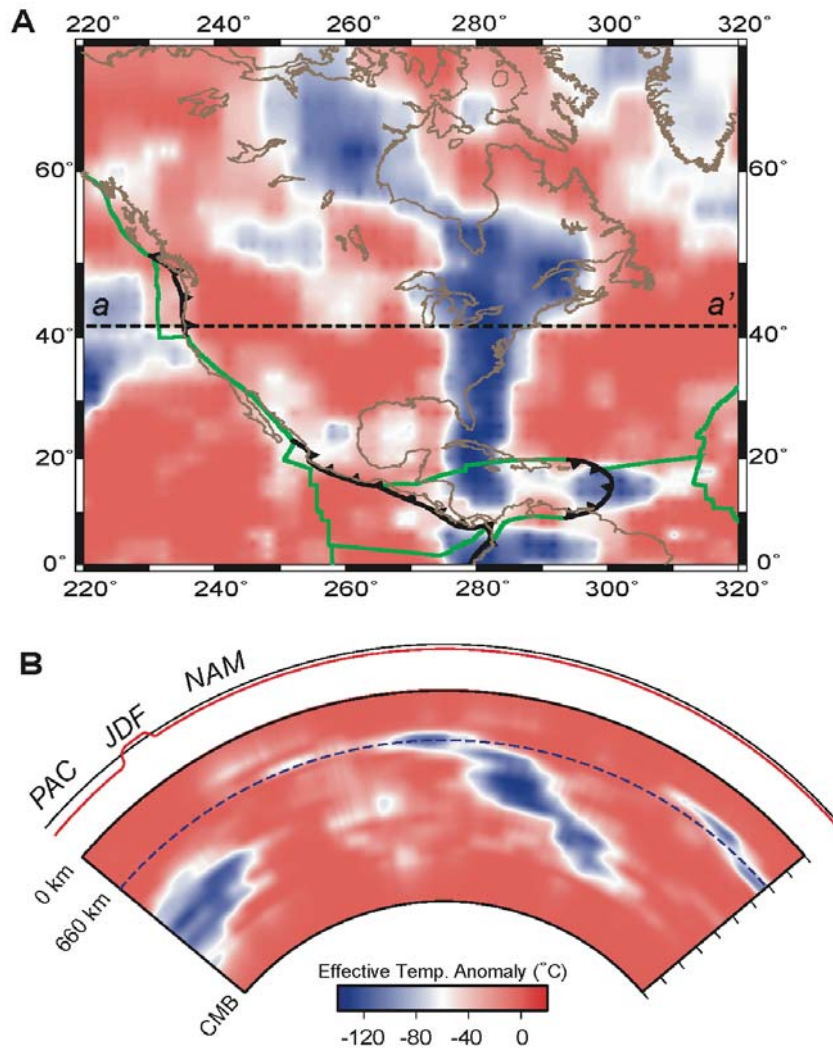 A
220° 240° 260° 280° 300° 320°
60° 60°
a a'
40° 40°
20° 20°
0° 0°
220° 240° 260° 280° 300° 320°
B
PAC JDF NAM
0 km
660 km
CMB
Effective Temp. Anomaly (°C)
-120 -80 -40 0